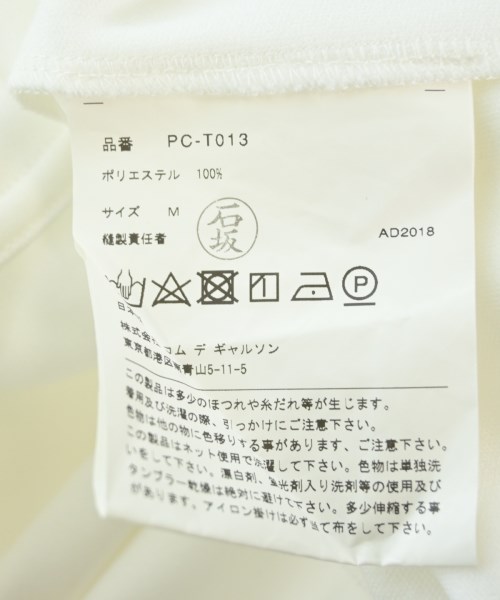 品番 PC-T013
ポリエステル 100%
サイズ M
石坂
縫製責任者
AD2018
P
株式会社コム デ ギャルソン
東京都港区東青山5-11-5
この製品は多少のほつれや糸だれ等が生じます。
着用及び洗濯の際、引っかけにご注意下さい。
色物は他の物に色移りする事があります、ご注意下さい。
この製品はネット使用で洗濯して下さい。色物は単独洗
いをして下さい。漂白剤、蛍光剤入り洗剤等の使用及び
タンブラー乾燥は絶対に避けて下さい。多少伸縮する事
があります。アイロン掛けは必ず当て布をして下さい。